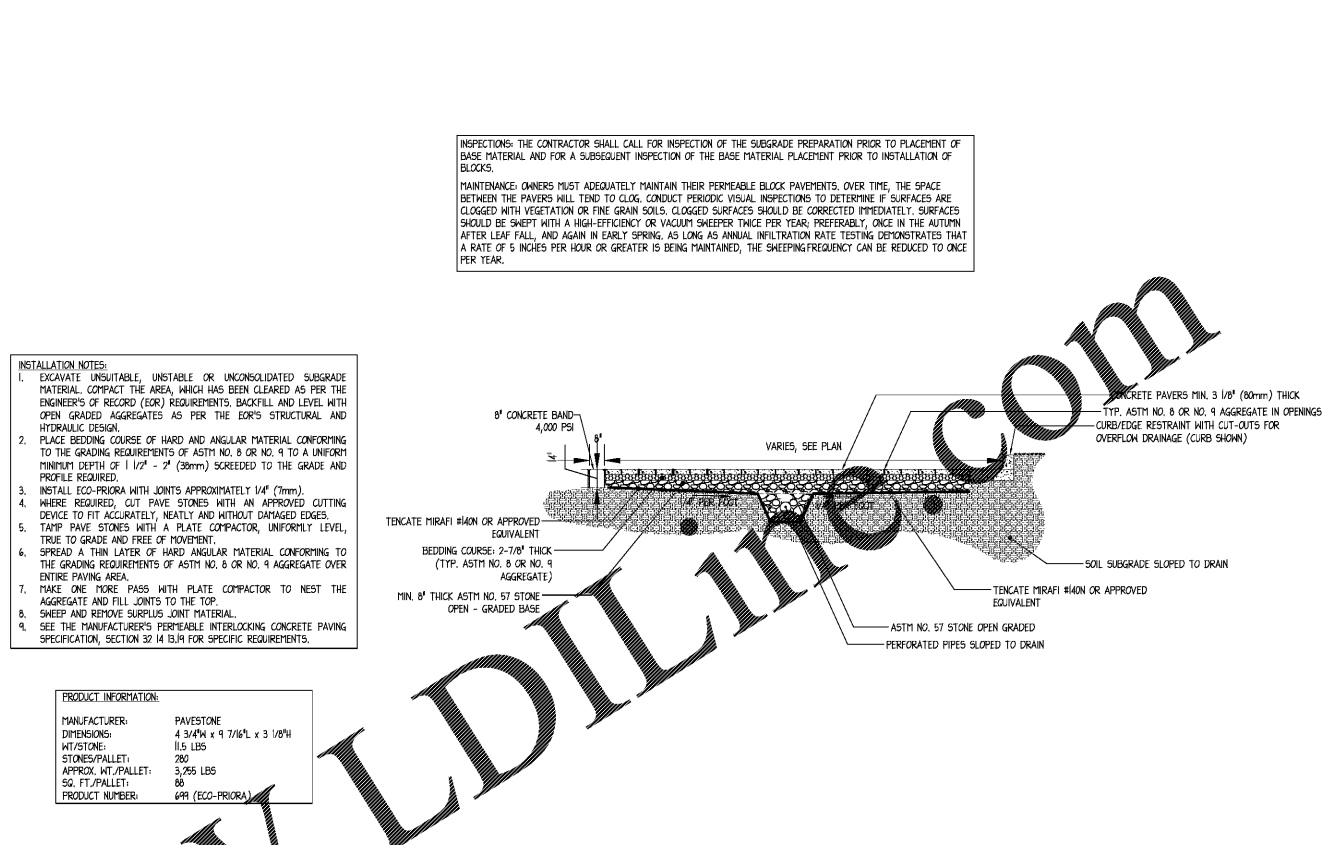 INSPECTIONS: THE CONTRACTOR SHALL CALL FOR INSPECTION OF THE SUBGRADE PREPARATION PRIOR TO PLACEMENT OF
BASE MATERIAL AND FOR A SUBSEQUENT INSPECTION OF THE BASE MATERIAL PLACEMENT PRIOR TO INSTALLATION OF
BLOCKS.
MAINTENANCE: OWNERS MUST ADEQUATELY MAINTAIN THEIR PERMEABLE BLOCK PAVEMENTS. OVER TIME, THE SPACE
BETWEEN THE PAVERS WILL TEND TO CLOG. CONDUCT PERIODIC VISUAL INSPECTIONS TO DETERMINE IF SURFACES ARE
CLOGGED WITH VEGETATION OR FINE GRAIN SOILS. CLOGGED SURFACES SHOULD BE CORRECTED IMMEDIATELY. SURFACES
SHOULD BE SWEPT WITH A HIGH-EFFICIENCY OR VACUUM SWEEPER TWICE PER YEAR; PREFERABLY, ONCE IN THE AUTUMN
AFTER LEAF FALL, AND AGAIN IN EARLY SPRING. AS LONG AS ANNUAL INFILTRATION RATE TESTING DEMONSTRATES THAT
A RATE OF 5 INCHES PER HOUR OR GREATER IS BEING MAINTAINED, THE SWEEPING FREQUENCY CAN BE REDUCED TO ONCE
PER YEAR.
INSTALLATION NOTES:
1. EXCAVATE UNSUITABLE, UNSTABLE OR UNCONSOLIDATED SUBGRADE
MATERIAL. COMPACT THE AREA, WHICH HAS BEEN CLEARED AS PER THE
ENGINEER'S OF RECORD (EOR) REQUIREMENTS. BACKFILL AND LEVEL WITH
OPEN GRADED AGGREGATES AS PER THE EOR'S STRUCTURAL AND
HYDRAULIC DESIGN.
2. PLACE BEDDING COURSE OF HARD AND ANGULAR MATERIAL CONFORMING
TO THE GRADING REQUIREMENTS OF ASTM NO. 8 OR NO. 9 TO A UNIFORM
MINIMUM DEPTH OF 1 1/2" - 2" (38mm) SCREEDED TO THE GRADE AND
PROFILE REQUIRED.
3. INSTALL ECO-PRIORA WITH JOINTS APPROXIMATELY 1/4" (7mm).
4. WHERE REQUIRED, CUT PAVE STONES WITH AN APPROVED CUTTING
DEVICE TO FIT ACCURATELY, NEATLY AND WITHOUT DAMAGED EDGES.
5. TAMP PAVE STONES WITH A PLATE COMPACTOR, UNIFORMLY LEVEL,
TRUE TO GRADE AND FREE OF MOVEMENT.
6. SPREAD A THIN LAYER OF HARD ANGULAR MATERIAL CONFORMING TO
THE GRADING REQUIREMENTS OF ASTM NO. 8 OR NO. 9 AGGREGATE OVER
ENTIRE PAVING AREA.
7. MAKE ONE MORE PASS WITH PLATE COMPACTOR TO NEST THE
AGGREGATE AND FILL JOINTS TO THE TOP.
8. SWEEP AND REMOVE SURPLUS JOINT MATERIAL.
9. SEE THE MANUFACTURER'S PERMEABLE INTERLOCKING CONCRETE PAVING
SPECIFICATION, SECTION 32 14 13.19 FOR SPECIFIC REQUIREMENTS.
8" CONCRETE BAND
4,000 PSI
8"
14"
VARIES, SEE PLAN
CONCRETE PAVERS MIN. 3 1/8" (80mm) THICK
TYP. ASTM NO. 8 OR NO. 9 AGGREGATE IN OPENINGS
CURB/EDGE RESTRAINT WITH CUT-OUTS FOR
OVERFLOW DRAINAGE (CURB SHOWN)
PER FOOT
TENCATE MIRAFI #140N OR APPROVED
EQUIVALENT
BEDDING COURSE: 2-7/8" THICK
(TYP. ASTM NO. 8 OR NO. 9
AGGREGATE)
MIN. 8" THICK ASTM NO. 57 STONE
OPEN - GRADED BASE
SOIL SUBGRADE SLOPED TO DRAIN
TENCATE MIRAFI #140N OR APPROVED
EQUIVALENT
ASTM NO. 57 STONE OPEN GRADED
PERFORATED PIPES SLOPED TO DRAIN
PRODUCT INFORMATION:
MANUFACTURER: PAVESTONE
DIMENSIONS: 4 3/4"W x 9 7/16"L x 3 1/8"H
WT/STONE: 11.5 LBS
STONES/PALLET: 280
APPROX. WT./PALLET: 3,255 LBS
SQ. FT./PALLET: 88
PRODUCT NUMBER: 699 (ECO-PRIORA)
LDILinc.com